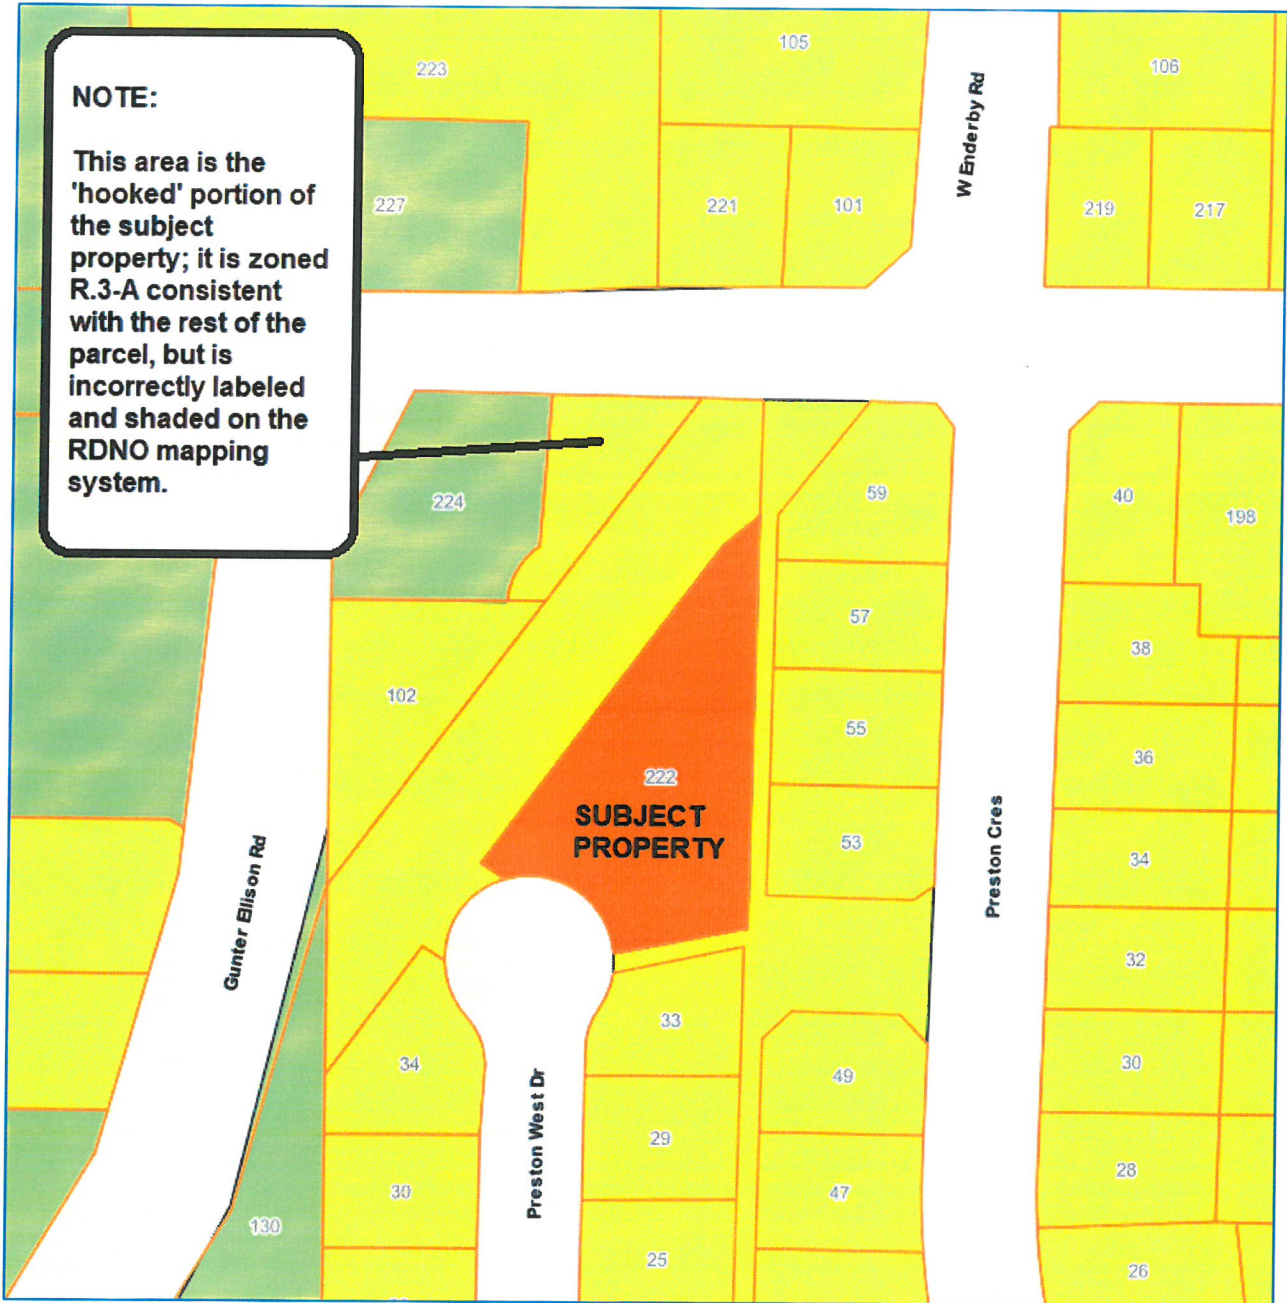 NOTE:
This area is the
'hooked' portion of
the subject
property; it is zoned
R.3-A consistent
with the rest of the
parcel, but is
incorrectly labeled
and shaded on the
RDNO mapping
system.
223
105
106
W Enderby Rd
227
221
101
219
217
224
59
40
198
57
38
102
55
36
222
SUBJECT
PROPERTY
53
34
Gunter Ellison Rd
Preston Cres
32
33
34
49
30
Preston West Dr
29
28
30
47
130
25
26